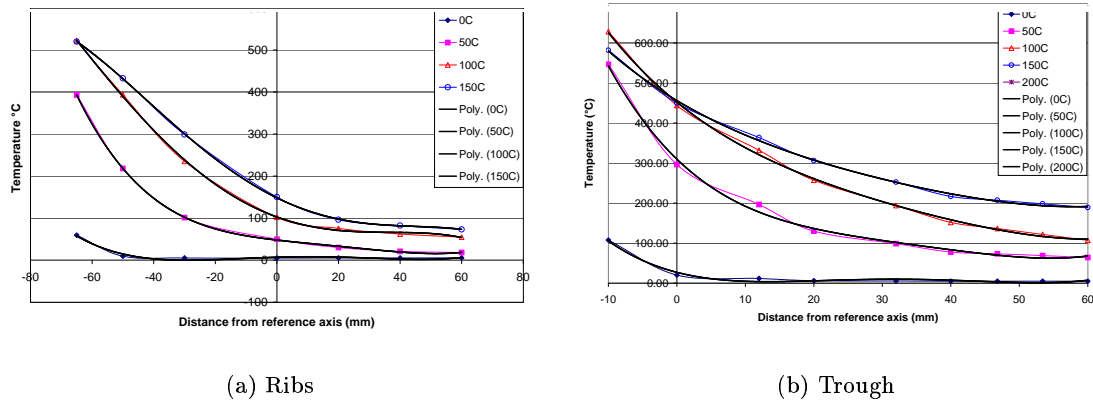 0C
50C
100C
150C
Poly. (0C)
Poly. (50C)
Poly. (100C)
Poly. (150C)
500
400
300
200
100
0
-100
-80
-60
-40
-20
0
20
40
60
80
Temperature °C
Distance from reference axis (mm)
(a) Ribs
0C
50C
100C
150C
200C
Poly. (0C)
Poly. (50C)
Poly. (100C)
Poly. (150C)
Poly. (200C)
600.00
500.00
400.00
300.00
200.00
100.00
0.00
-10
0
10
20
30
40
50
60
Temperature (°C)
Distance from reference axis (mm)
(b) Trough